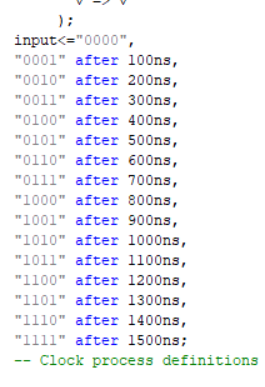 );
input<="0000",
"0001" after 100ns,
"0010" after 200ns,
"0011" after 300ns,
"0100" after 400ns,
"0101" after 500ns,
"0110" after 600ns,
"0111" after 700ns,
"1000" after 800ns,
"1001" after 900ns,
"1010" after 1000ns,
"1011" after 1100ns,
"1100" after 1200ns,
"1101" after 1300ns,
"1110" after 1400ns,
"1111" after 1500ns;
-- Clock process definitions